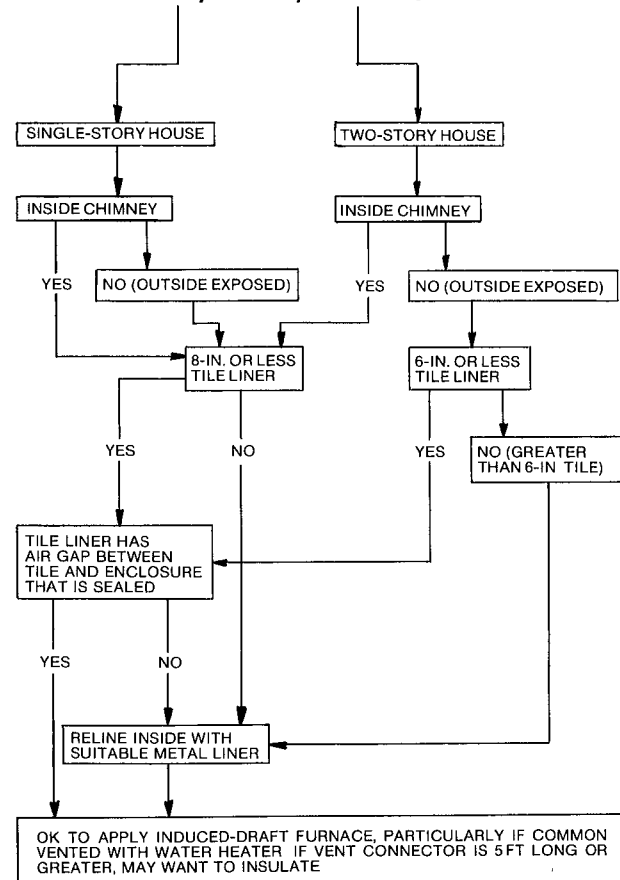 SINGLE-STORY HOUSE
TWO-STORY HOUSE
INSIDE CHIMNEY
INSIDE CHIMNEY
YES
NO (OUTSIDE EXPOSED)
YES
NO (OUTSIDE EXPOSED)
8-IN. OR LESS
TILE LINER
6-IN. OR LESS
TILE LINER
YES
NO
YES
NO (GREATER
THAN 6-IN TILE)
TILE LINER HAS
AIR GAP BETWEEN
TILE AND ENCLOSURE
THAT IS SEALED
YES
NO
RELINE INSIDE WITH
SUITABLE METAL LINER
OK TO APPLY INDUCED-DRAFT FURNACE, PARTICULARLY IF COMMON
VENTED WITH WATER HEATER IF VENT CONNECTOR IS 5 FT LONG OR
GREATER, MAY WANT TO INSULATE